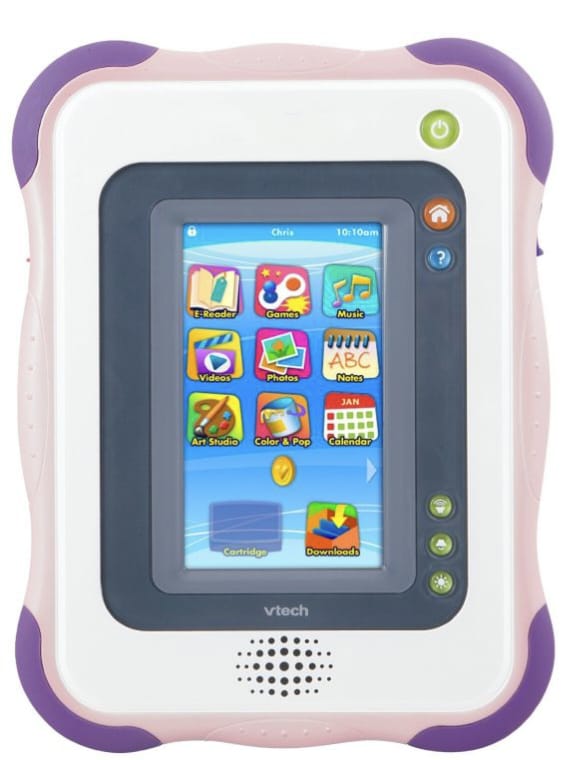 Chris 10:10am
?
E-Reader Games Music
ABC
Videos Photos Notes
JAN
Art Studio Color & Pop Calendar
Cartridge Downloads
vtech